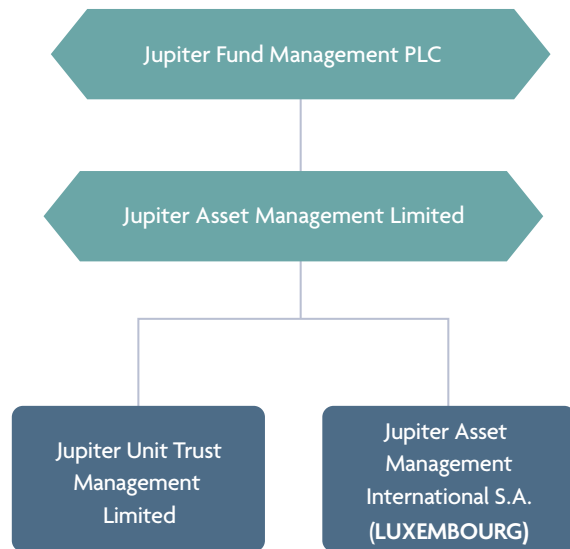 Jupiter Fund Management PLC
Jupiter Asset Management Limited
Jupiter Unit Trust
Management
Limited
Jupiter Asset
Management
International S.A.
(LUXEMBOURG)